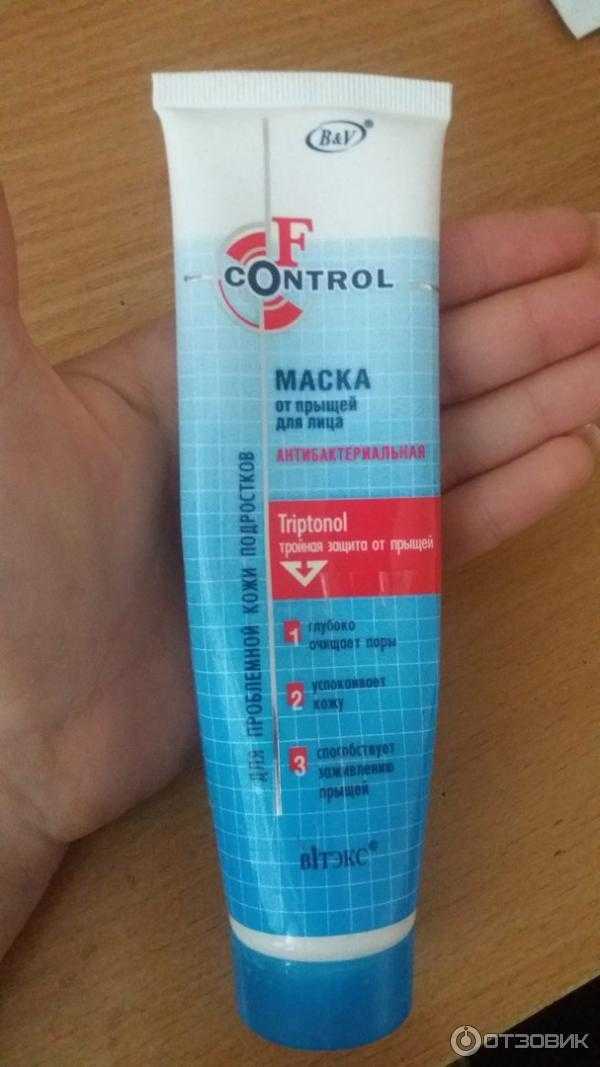 B&V®
F
CONTROL
МАСКА
от прыщей
для лица
АНТИБАКТЕРИАЛЬНАЯ
ДЛЯ ПРОБЛЕМНОЙ КОЖИ ПОДРОСТКОВ
Triptonol
тройная защита от прыщей
1 глубоко
очищает поры
2 успокаивает
кожу
3 способствует
заживлению
прыщей
вITэкс®
ОТЗОВИК